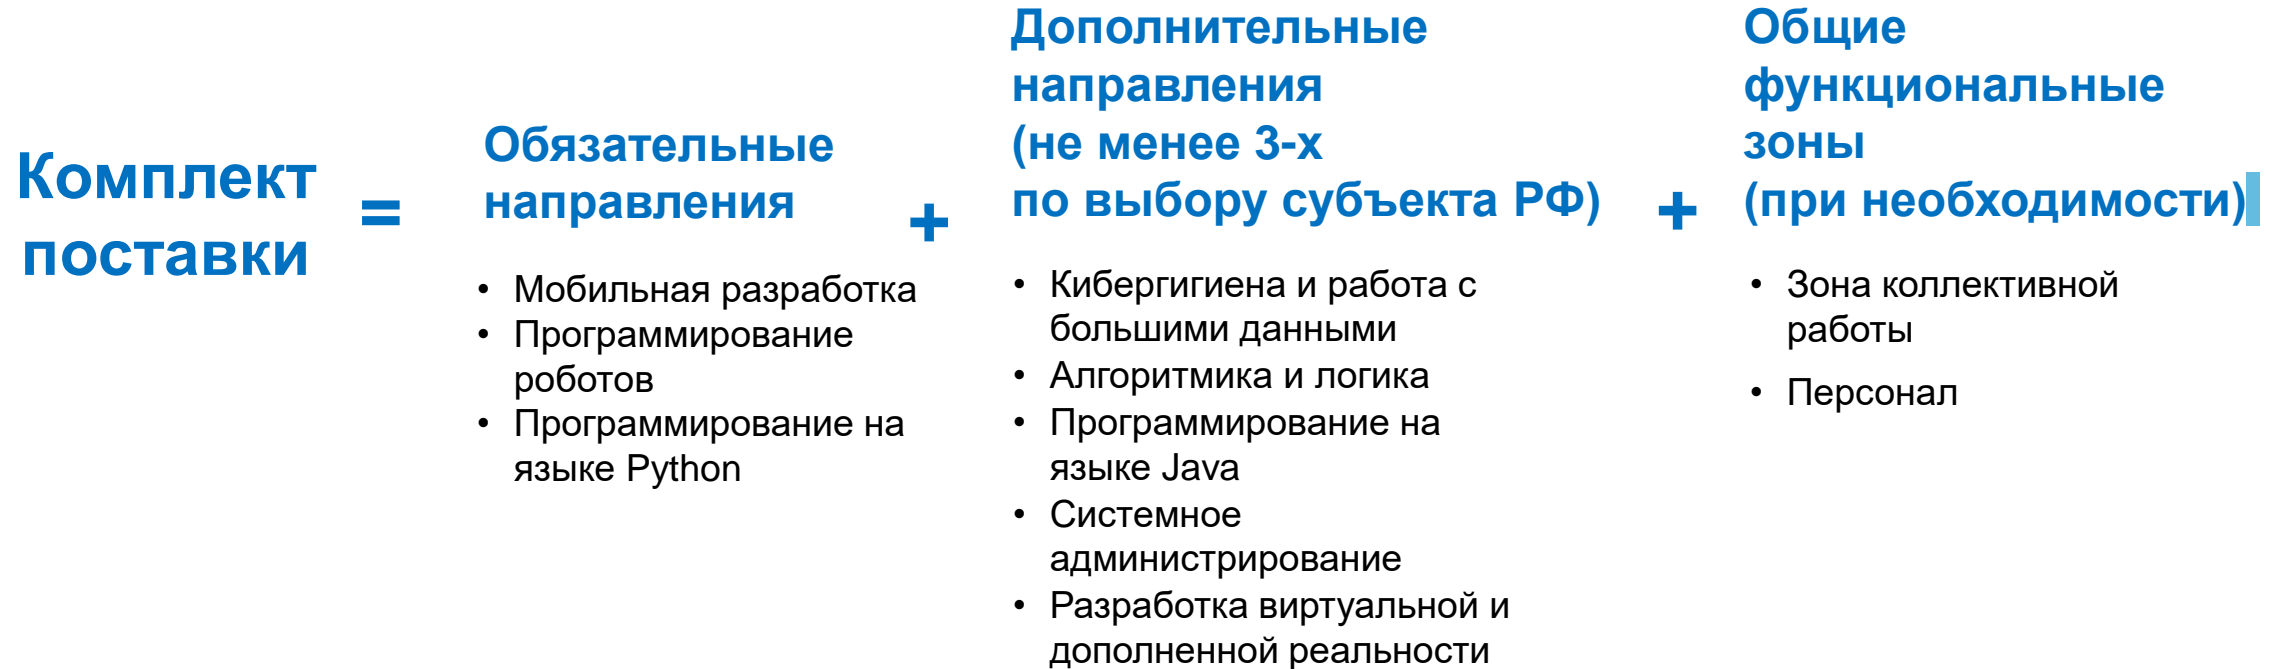 Комплект
поставки
=
Обязательные
направления
• Мобильная разработка
• Программирование
роботов
• Программирование на
языке Python
+
Дополнительные
направления
(не менее 3-х
по выбору субъекта РФ)
• Кибергигиена и работа с
большими данными
• Алгоритмика и логика
• Программирование на
языке Java
• Системное
администрирование
• Разработка виртуальной и
дополненной реальности
+
Общие
функциональные
зоны
(при необходимости)
• Зона коллективной
работы
• Персонал